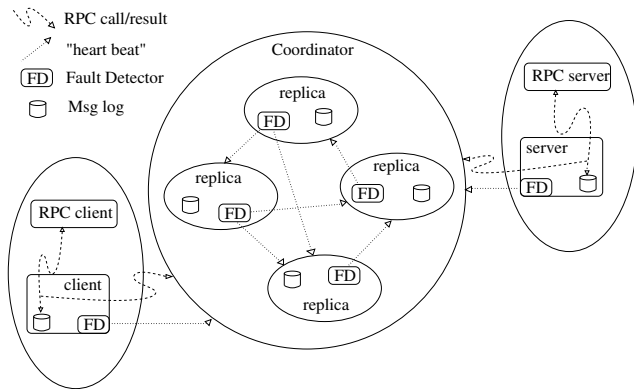 RPC call/result
"heart beat"
FD Fault Detector
Msg log
Coordinator
replica
FD
replica
FD
replica
FD
FD
replica
RPC client
client
FD
RPC server
server
FD